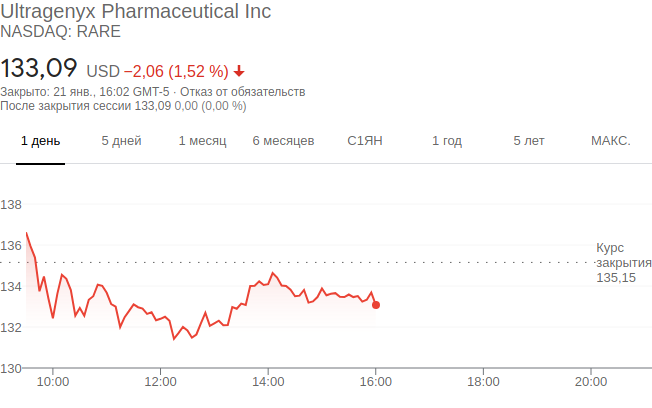 Ultragenyx Pharmaceutical Inc
NASDAQ: RARE
133,09 USD −2,06 (1,52 %)
Закрыто: 21 янв., 16:02 GMT-5 · Отказ от обязательств
После закрытия сессии 133,09 0,00 (0,00 %)
1 день 5 дней 1 месяц 6 месяцев С1ЯН 1 год 5 лет МАКС.
138
136
Курс
закрытия
135,15
134
132
130
10:00 12:00 14:00 16:00 18:00 20:00